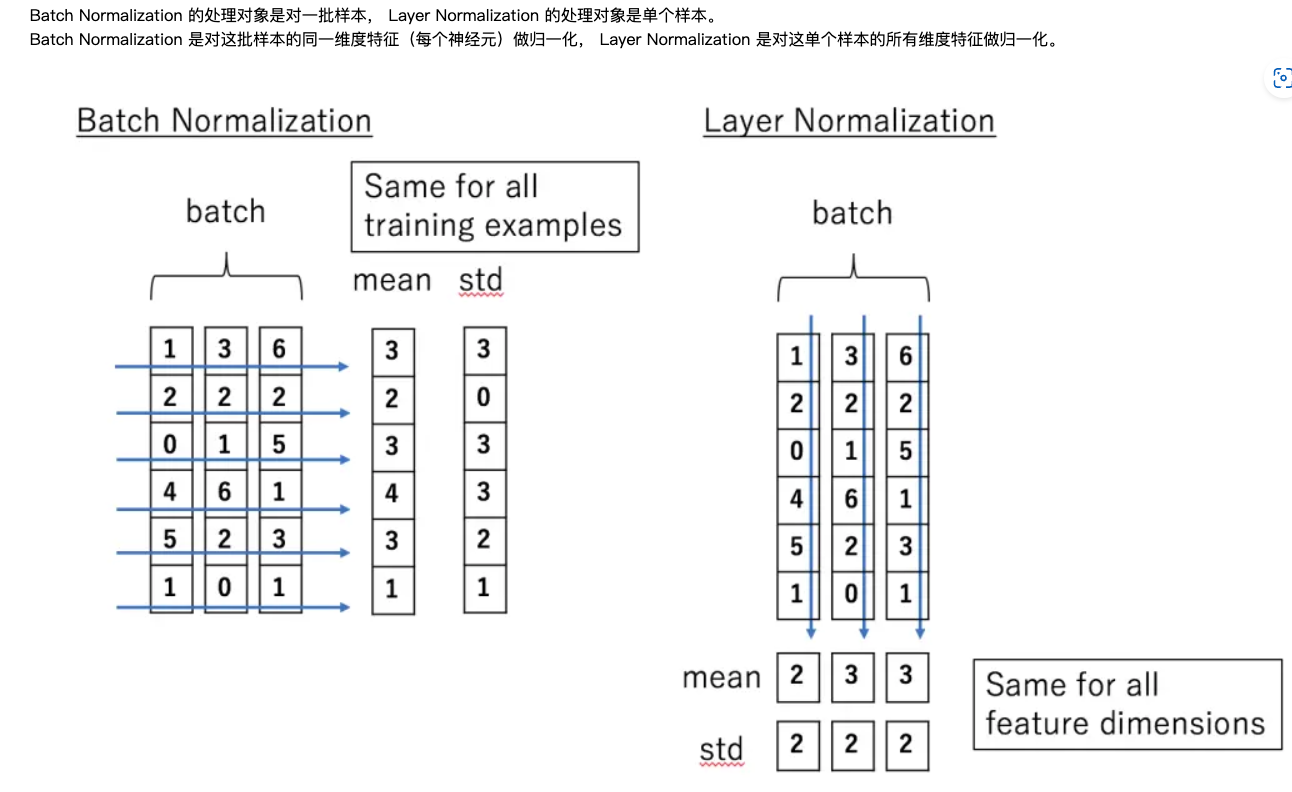 Batch Normalization 的处理对象是对一批样本， Layer Normalization 的处理对象是单个样本。
Batch Normalization 是对这批样本的同一维度特征（每个神经元）做归一化， Layer Normalization 是对这单个样本的所有维度特征做归一化。
Batch Normalization
Same for all
training examples
batch
mean std
1 3 6 3 3
2 2 2 2 0
0 1 5 3 3
4 6 1 4 3
5 2 3 3 2
1 0 1 1 1
Layer Normalization
batch
1 3 6
2 2 2
0 1 5
4 6 1
5 2 3
1 0 1
mean 2 3 3
std 2 2 2
Same for all
feature dimensions